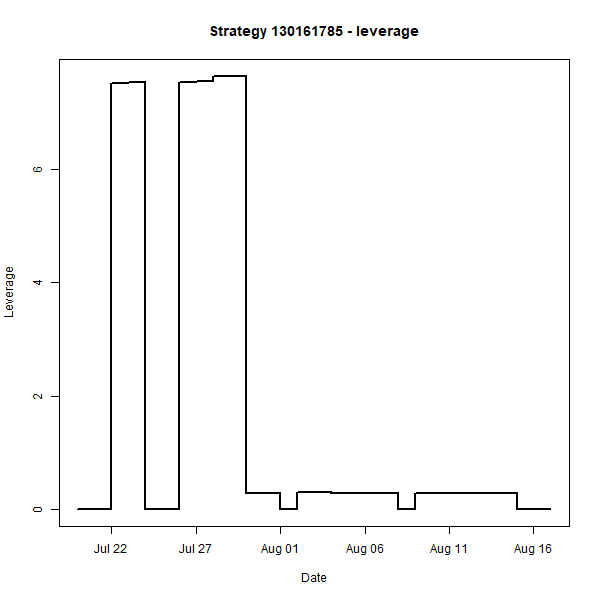 Strategy 130161785 - leverage
6
4
2
0
Leverage
Jul 22 Jul 27 Aug 01 Aug 06 Aug 11 Aug 16
Date